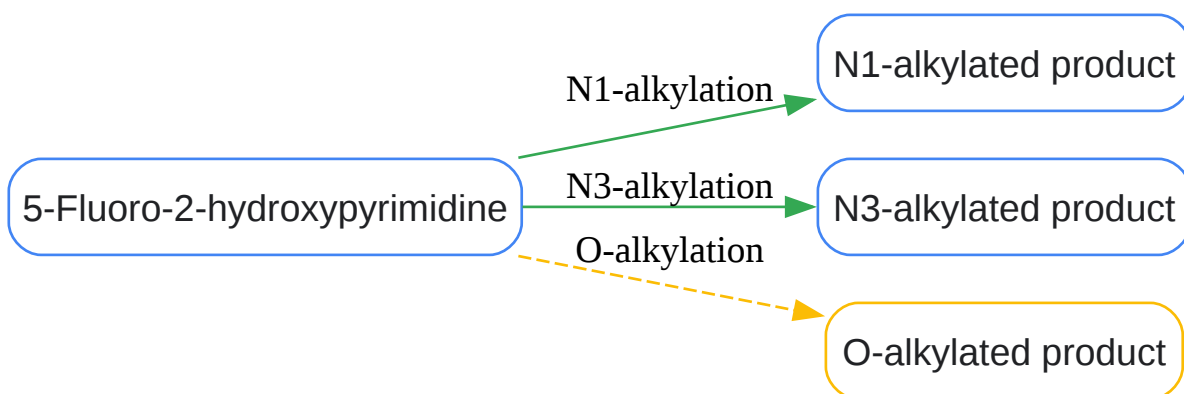 N1-alkylated product
N1-alkylation
5-Fluoro-2-hydroxypyrimidine
N3-alkylation
N3-alkylated product
O-alkylation
O-alkylated product